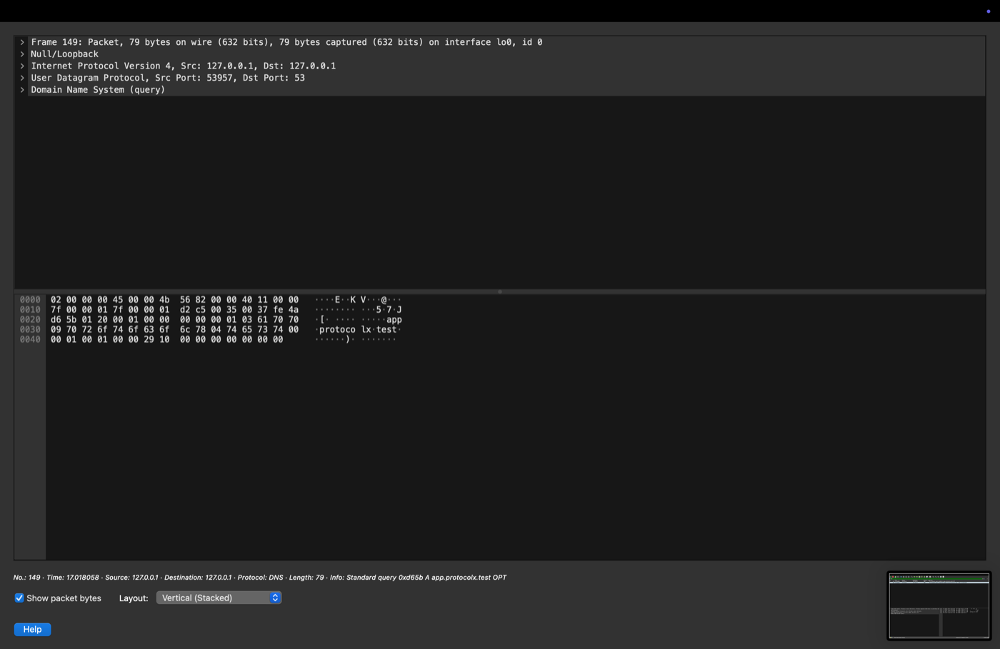 Frame 149: Packet, 79 bytes on wire (632 bits), 79 bytes captured (632 bits) on interface lo0, id 0
Null/Loopback
Internet Protocol Version 4, Src: 127.0.0.1, Dst: 127.0.0.1
User Datagram Protocol, Src Port: 53957, Dst Port: 53
Domain Name System (query)
0000 02 00 00 00 45 00 00 4b 56 82 00 00 40 11 00 00 ····E··K V···@···
0010 7f 00 00 01 7f 00 00 01 d2 c5 00 35 00 37 fe 4a ········ ···5·7·J
0020 d6 5b 01 20 00 01 00 00 00 00 00 01 03 61 70 70 ·[· ···· ·····app
0030 09 70 72 6f 74 6f 63 6f 6c 78 04 74 65 73 74 00 ·protoco lx·test·
0040 00 01 00 01 00 00 29 10 00 00 00 00 00 00 00 ······)· ·······
No.: 149 · Time: 17.018058 · Source: 127.0.0.1 · Destination: 127.0.0.1 · Protocol: DNS · Length: 79 · Info: Standard query 0xd65b A app.protocolx.test OPT
Show packet bytes Layout: Vertical (Stacked)
Help